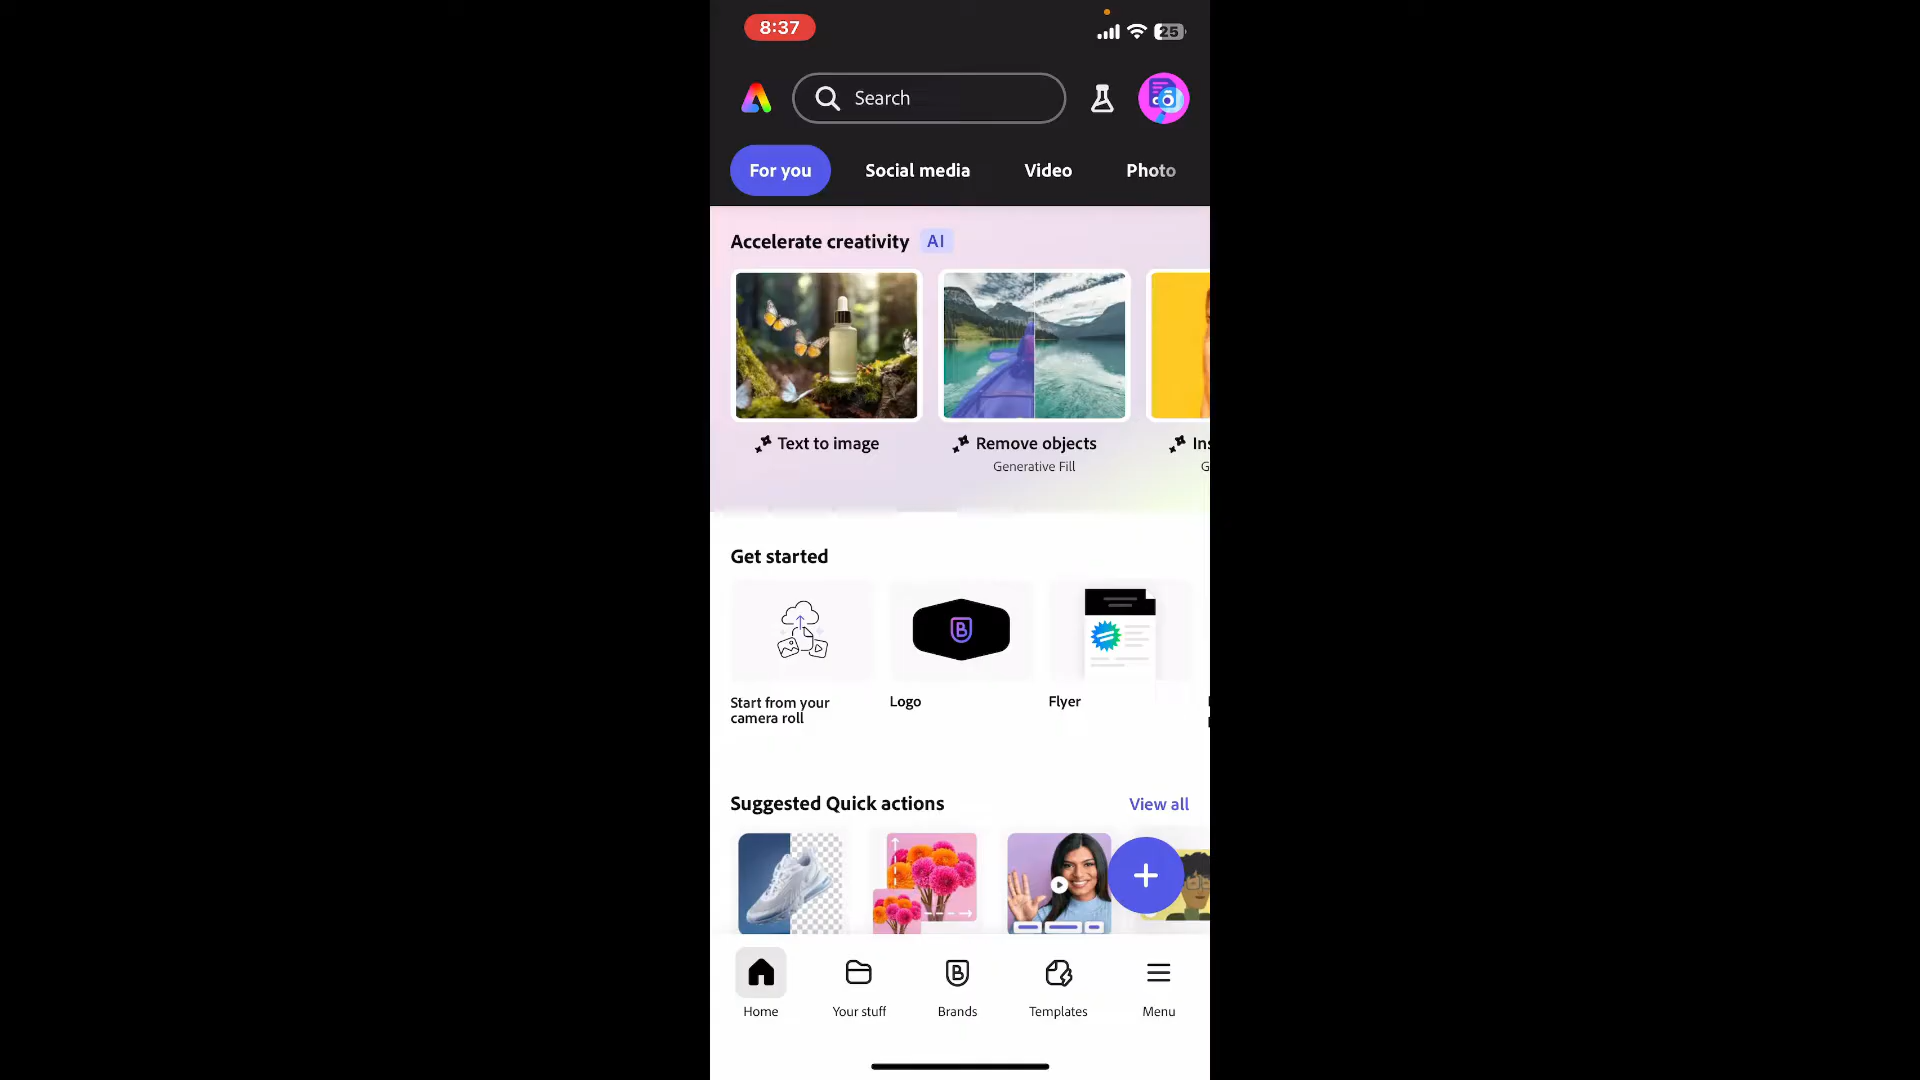 8:37
25
Search
For you
Social media
Video
Photo
Accelerate creativity AI
Text to image
Remove objects
Generative Fill
Ins
G
Get started
B
Start from your
camera roll
Logo
Flyer
Suggested Quick actions
View all
Home
Your stuff
B
Brands
Templates
Menu